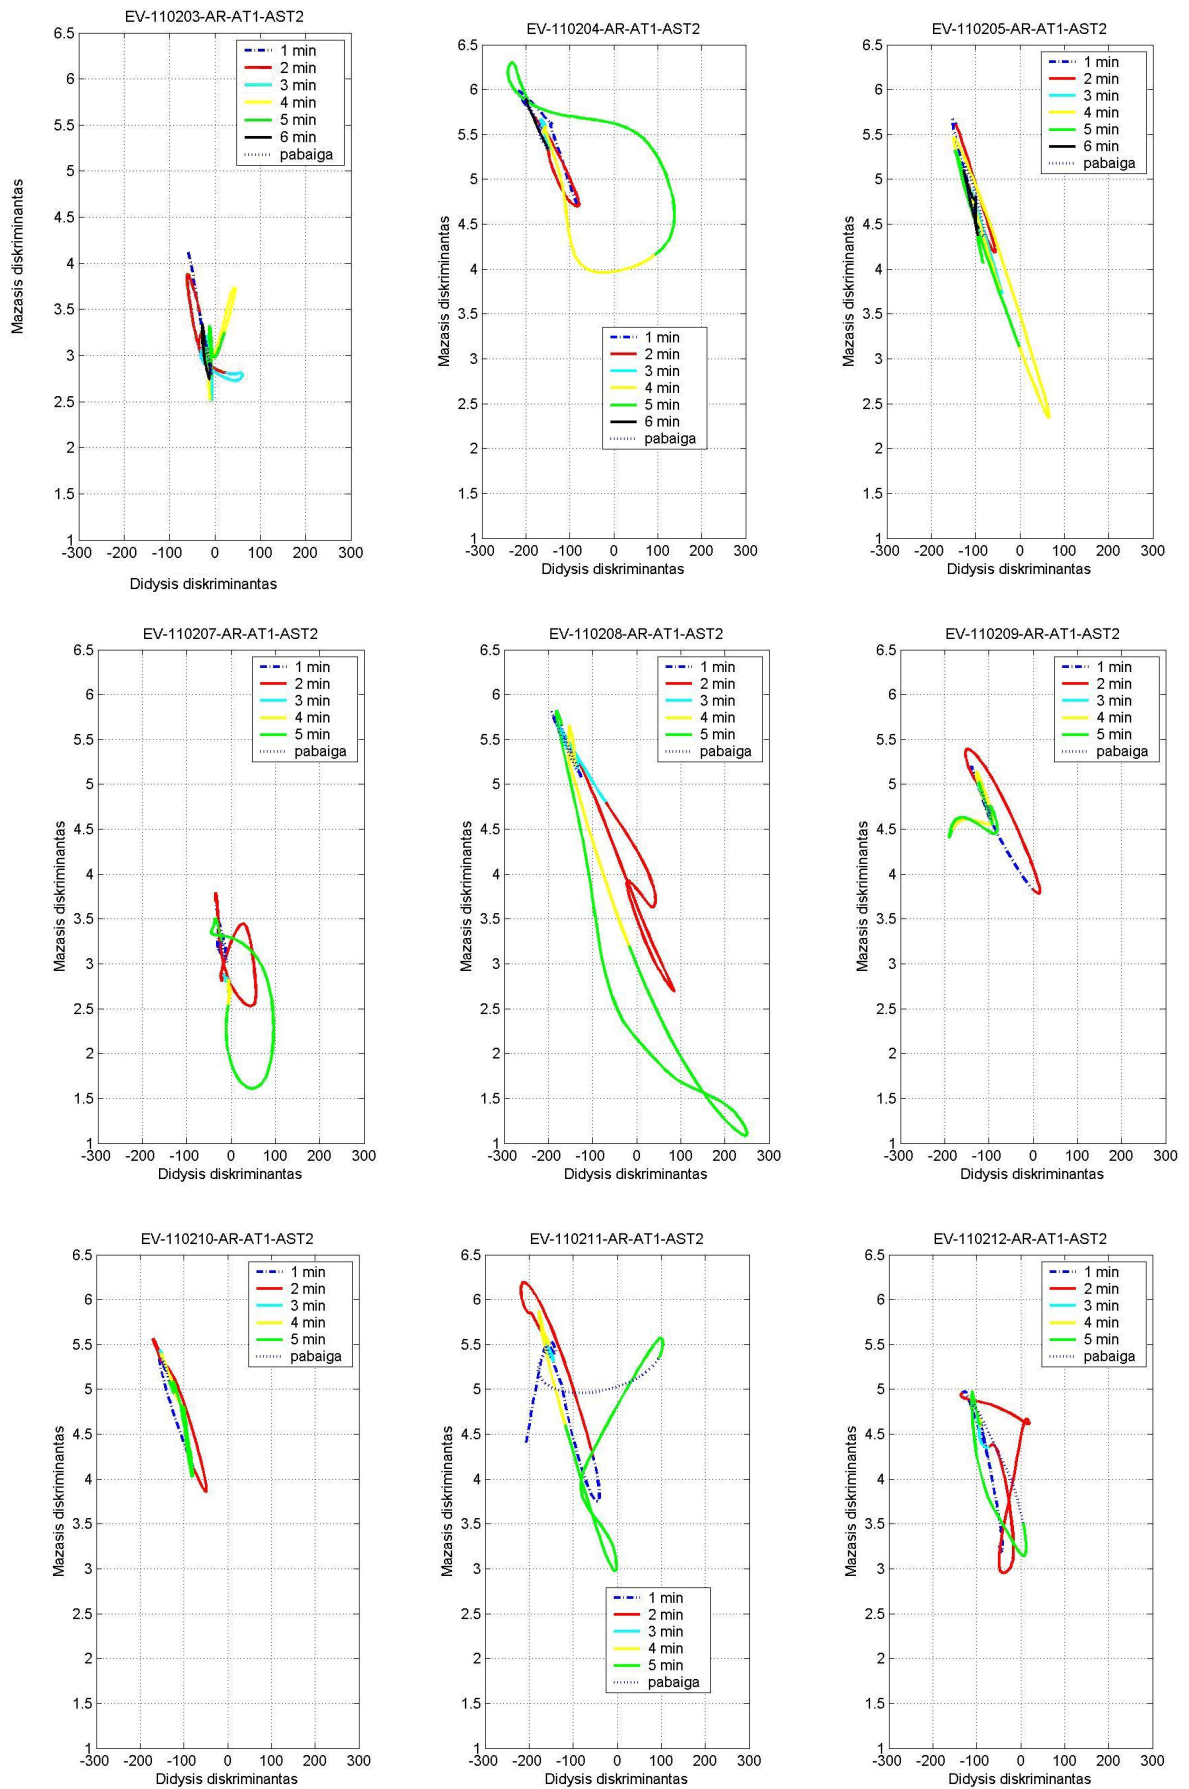 EV-110203-AR-AT1-AST2
Mazasis diskriminantas
6.5
6
5.5
5
4.5
4
3.5
3
2.5
2
1.5
1
1 min
2 min
3 min
4 min
5 min
6 min
pabaiga
-300 -200 -100 0 100 200 300
Didysis diskriminantas
EV-110204-AR-AT1-AST2
Mazasis diskriminantas
6.5
6
5.5
5
4.5
4
3.5
3
2.5
2
1.5
1
1 min
2 min
3 min
4 min
5 min
6 min
pabaiga
-300 -200 -100 0 100 200 300
Didysis diskriminantas
EV-110205-AR-AT1-AST2
Mazasis diskriminantas
6.5
6
5.5
5
4.5
4
3.5
3
2.5
2
1.5
1
1 min
2 min
3 min
4 min
5 min
6 min
pabaiga
-300 -200 -100 0 100 200 300
Didysis diskriminantas
EV-110207-AR-AT1-AST2
Mazasis diskriminantas
6.5
6
5.5
5
4.5
4
3.5
3
2.5
2
1.5
1
1 min
2 min
3 min
4 min
5 min
pabaiga
-300 -200 -100 0 100 200 300
Didysis diskriminantas
EV-110208-AR-AT1-AST2
Mazasis diskriminantas
6.5
6
5.5
5
4.5
4
3.5
3
2.5
2
1.5
1
1 min
2 min
3 min
4 min
5 min
pabaiga
-300 -200 -100 0 100 200 300
Didysis diskriminantas
EV-110209-AR-AT1-AST2
Mazasis diskriminantas
6.5
6
5.5
5
4.5
4
3.5
3
2.5
2
1.5
1
1 min
2 min
3 min
4 min
5 min
pabaiga
-300 -200 -100 0 100 200 300
Didysis diskriminantas
EV-110210-AR-AT1-AST2
Mazasis diskriminantas
6.5
6
5.5
5
4.5
4
3.5
3
2.5
2
1.5
1
1 min
2 min
3 min
4 min
5 min
pabaiga
-300 -200 -100 0 100 200 300
Didysis diskriminantas
EV-110211-AR-AT1-AST2
Mazasis diskriminantas
6.5
6
5.5
5
4.5
4
3.5
3
2.5
2
1.5
1
1 min
2 min
3 min
4 min
5 min
pabaiga
-300 -200 -100 0 100 200 300
Didysis diskriminantas
EV-110212-AR-AT1-AST2
Mazasis diskriminantas
6.5
6
5.5
5
4.5
4
3.5
3
2.5
2
1.5
1
1 min
2 min
3 min
4 min
5 min
pabaiga
-300 -200 -100 0 100 200 300
Didysis diskriminantas